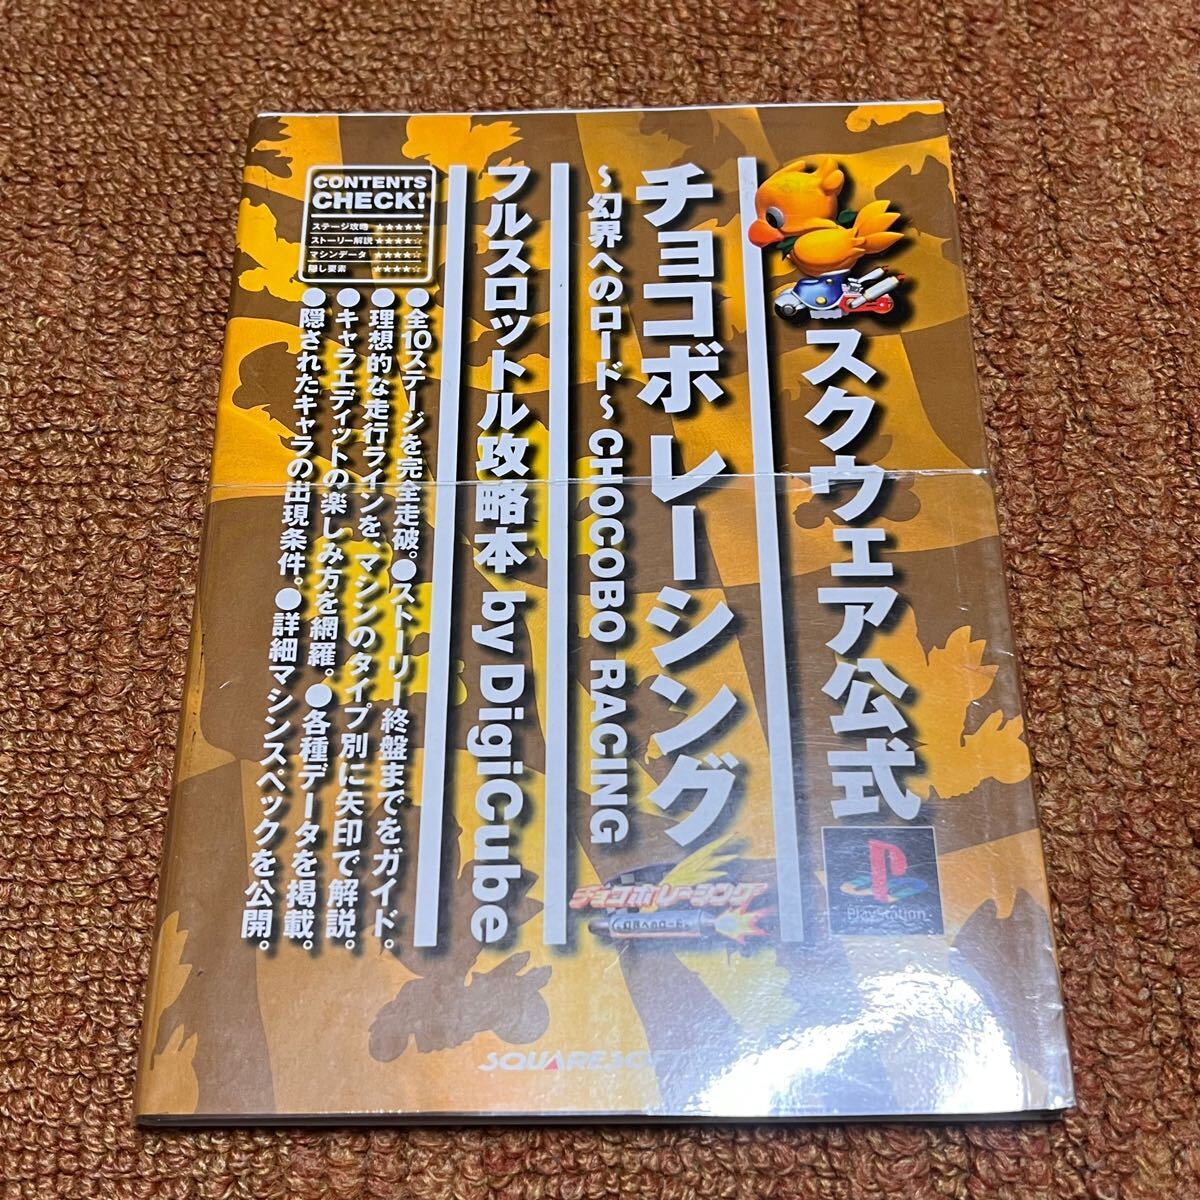 スクウェア公式
PlayStation
チョコボ レーシング
～幻界へのロード～ CHOCOBO RACING
チョコボレーシング
～幻界へのロード～
フルスロットル攻略本 by DigiCube
CONTENTS
CHECK!
ステージ攻略 ★★★★★
ストーリー解説 ★★★★☆
マシンデータ ★★★★☆
隠し要素 ★★★★☆
●全10ステージを完全走破。●ストーリー終盤までをガイド。
●理想的な走行ラインを、マシンのタイプ別に矢印で解説。
●キャラエディットの楽しみ方を網羅。●各種データを掲載。
●隠されたキャラの出現条件。●詳細マシンスペックを公開。
SQUARESOFT